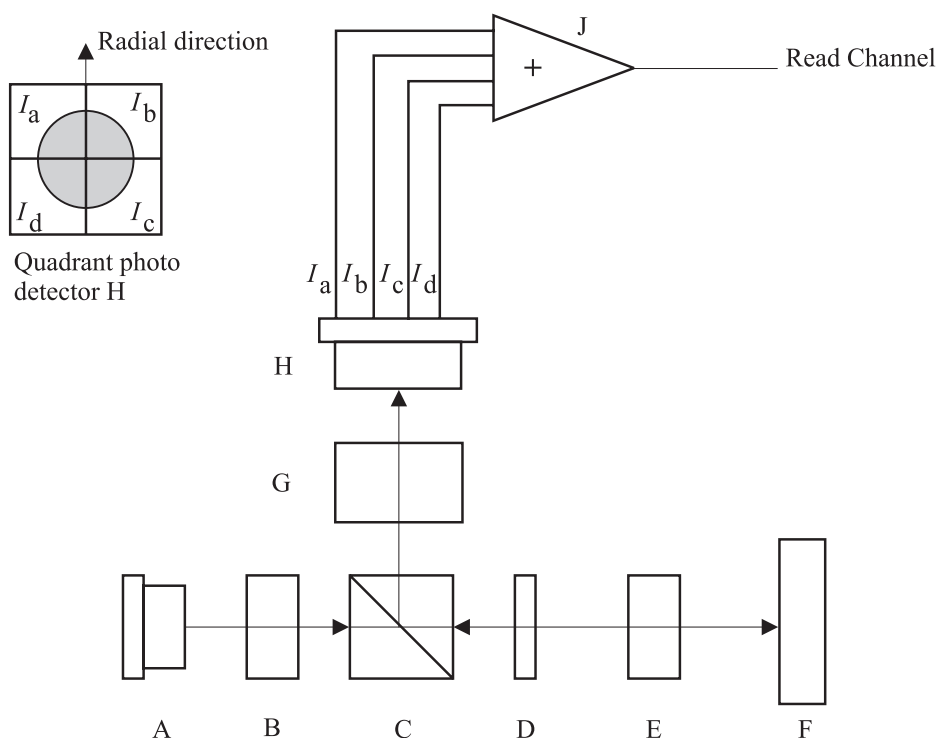 J
Radial direction
Read Channel
+
Ia
Ib
Id
Ic
Quadrant photo
detector H
Ia Ib Ic Id
H
G
A B C D E F